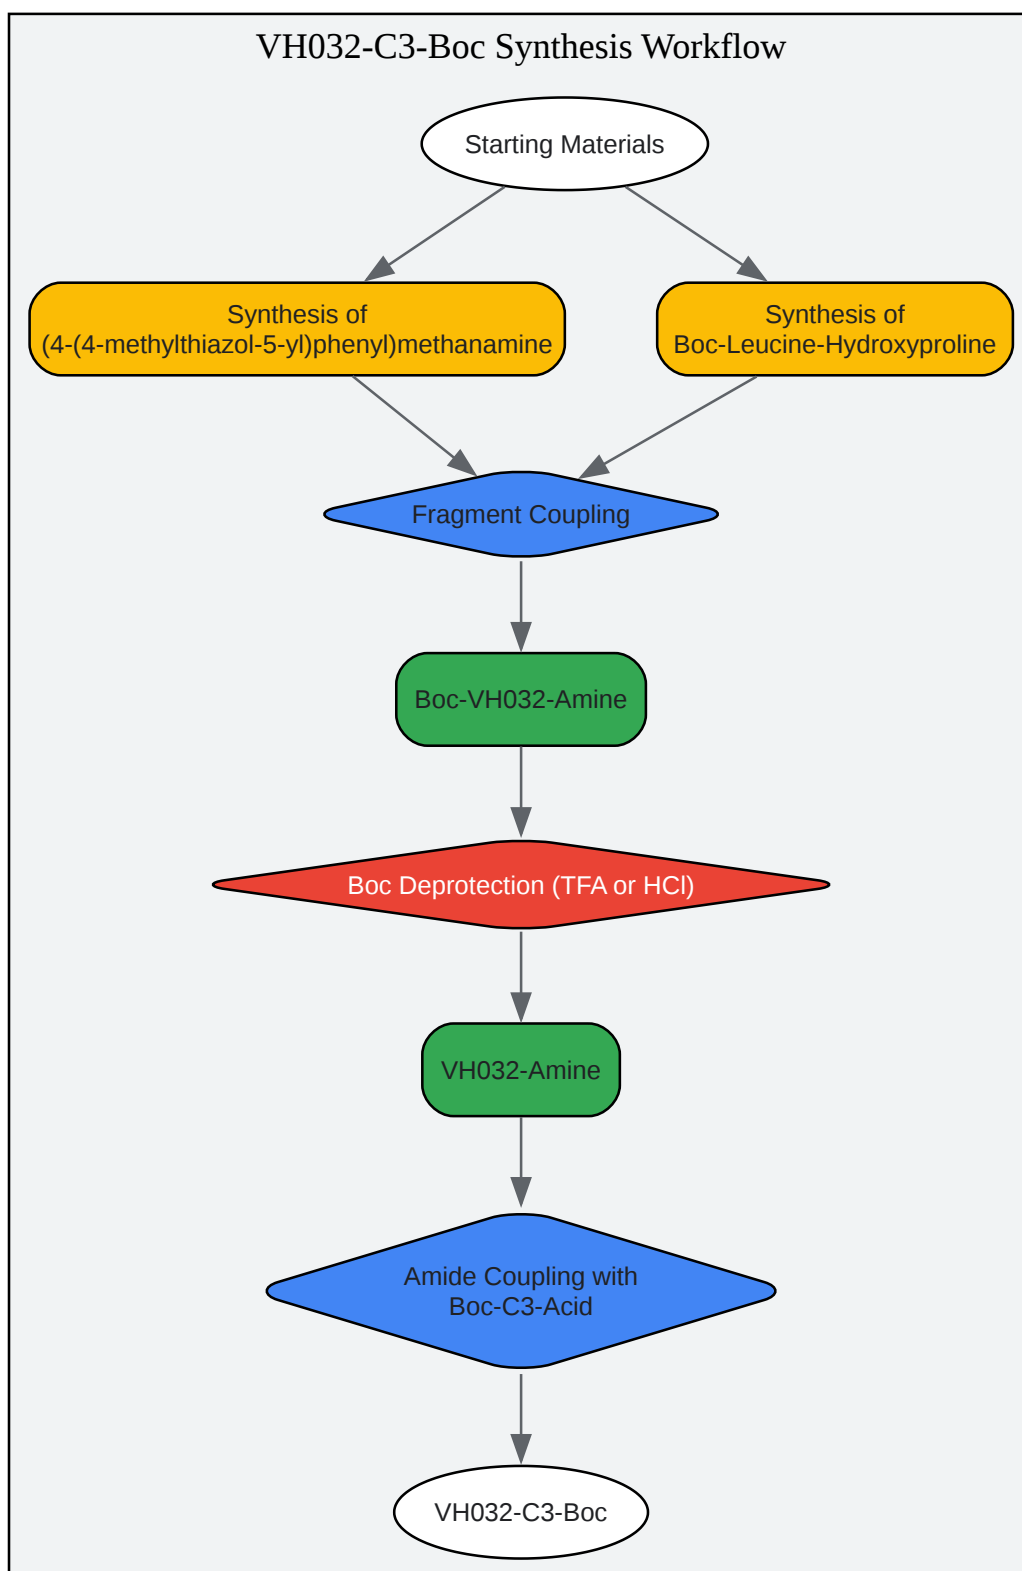 VH032-C3-Boc Synthesis Workflow
Starting Materials
Synthesis of
(4-(4-methylthiazol-5-yl)phenyl)methanamine
Synthesis of
Boc-Leucine-Hydroxyproline
Fragment Coupling
Boc-VH032-Amine
Boc Deprotection (TFA or HCl)
VH032-Amine
Amide Coupling with
Boc-C3-Acid
VH032-C3-Boc